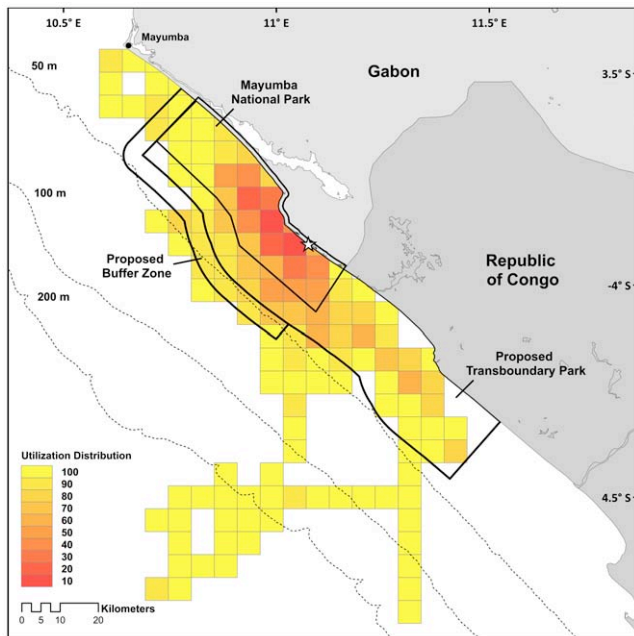 10.5° E
11° E
11.5° E
Mayumba
50 m
Gabon
3.5° S
Mayumba
National Park
100 m
Republic
of Congo
Proposed
Buffer Zone
-4° S
200 m
Proposed
Transboundary Park
Utilization Distribution
100
90
80
70
60
50
40
30
20
10
4.5° S
Kilometers
0 5 10 20